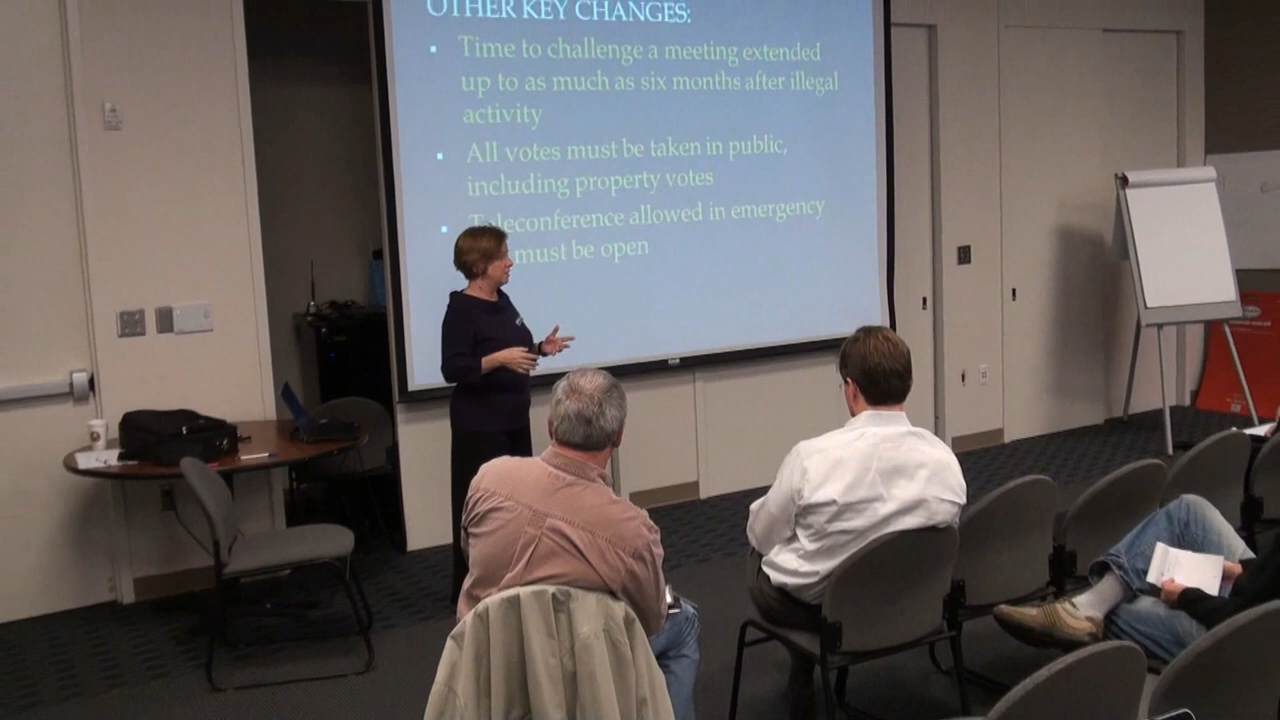 OTHER KEY CHANGES:
Time to challenge a meeting extended
up to as much as six months after illegal
activity
All votes must be taken in public,
including property votes
Teleconference allowed in emergency
must be open